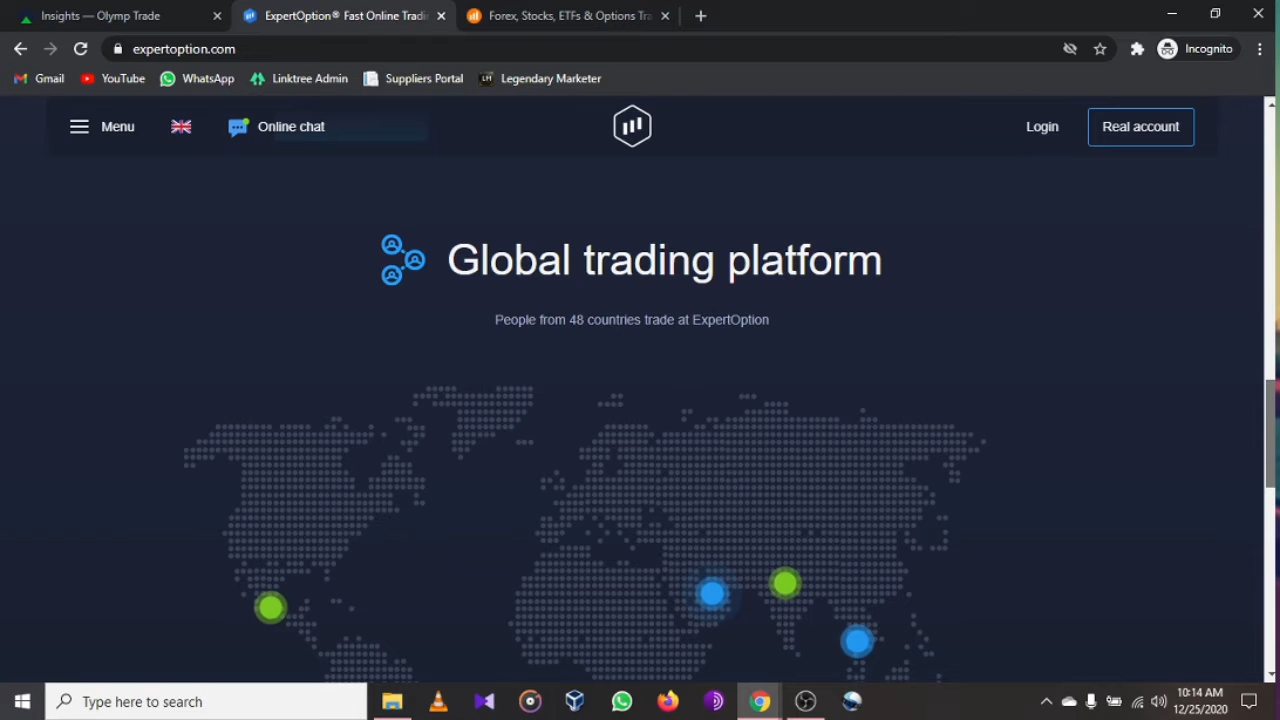 Insights — Olymp Trade
ExpertOption® Fast Online Tradi
Forex, Stocks, ETFs & Options Tra
expertoption.com
Incognito
Gmail
YouTube
WhatsApp
Linktree Admin
Suppliers Portal
LM
Legendary Marketer
Menu
Online chat
Login
Real account
Global trading platform
People from 48 countries trade at ExpertOption
Type here to search
10:14 AM
12/25/2020